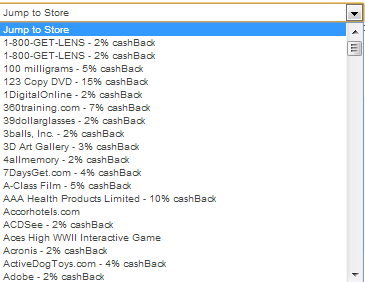 Jump to Store
Jump to Store
1-800-GET-LENS - 2% cashBack
1-800-GET-LENS - 2% cashBack
100 milligrams - 5% cashBack
123 Copy DVD - 15% cashBack
1DigitalOnline - 2% cashBack
360training.com - 7% cashBack
39dollarglasses - 2% cashBack
3balls, Inc. - 2% cashBack
3D Art Gallery - 3% cashBack
4allmemory - 2% cashBack
7DaysGet.com - 4% cashBack
A-Class Film - 5% cashBack
AAA Health Products Limited - 10% cashBack
Accorhotels.com
ACDSee - 2% cashBack
Aces High WWII Interactive Game
Acronis - 2% cashBack
ActiveDogToys.com - 4% cashBack
Adobe - 2% cashBack